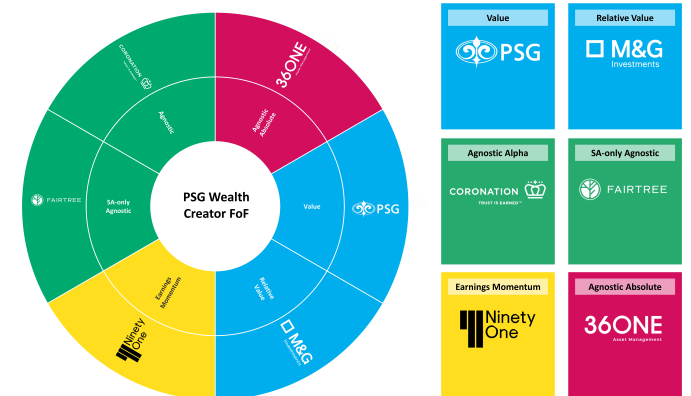 CORONATION
36ONE
Agnostic
Agnostic
Absolute
FAIRTREE
SA-only
Agnostic
PSG Wealth
Creator FoF
Value
PSG
Earnings
Momentum
Relative
Value
Ninety
One
M&G
Investments
Value
PSG
Relative Value
M&G
Investments
Agnostic Alpha
CORONATION
TRUST IS EARNED™
SA-only Agnostic
FAIRTREE
Earnings Momentum
Ninety
One
Agnostic Absolute
36ONE
Asset Management